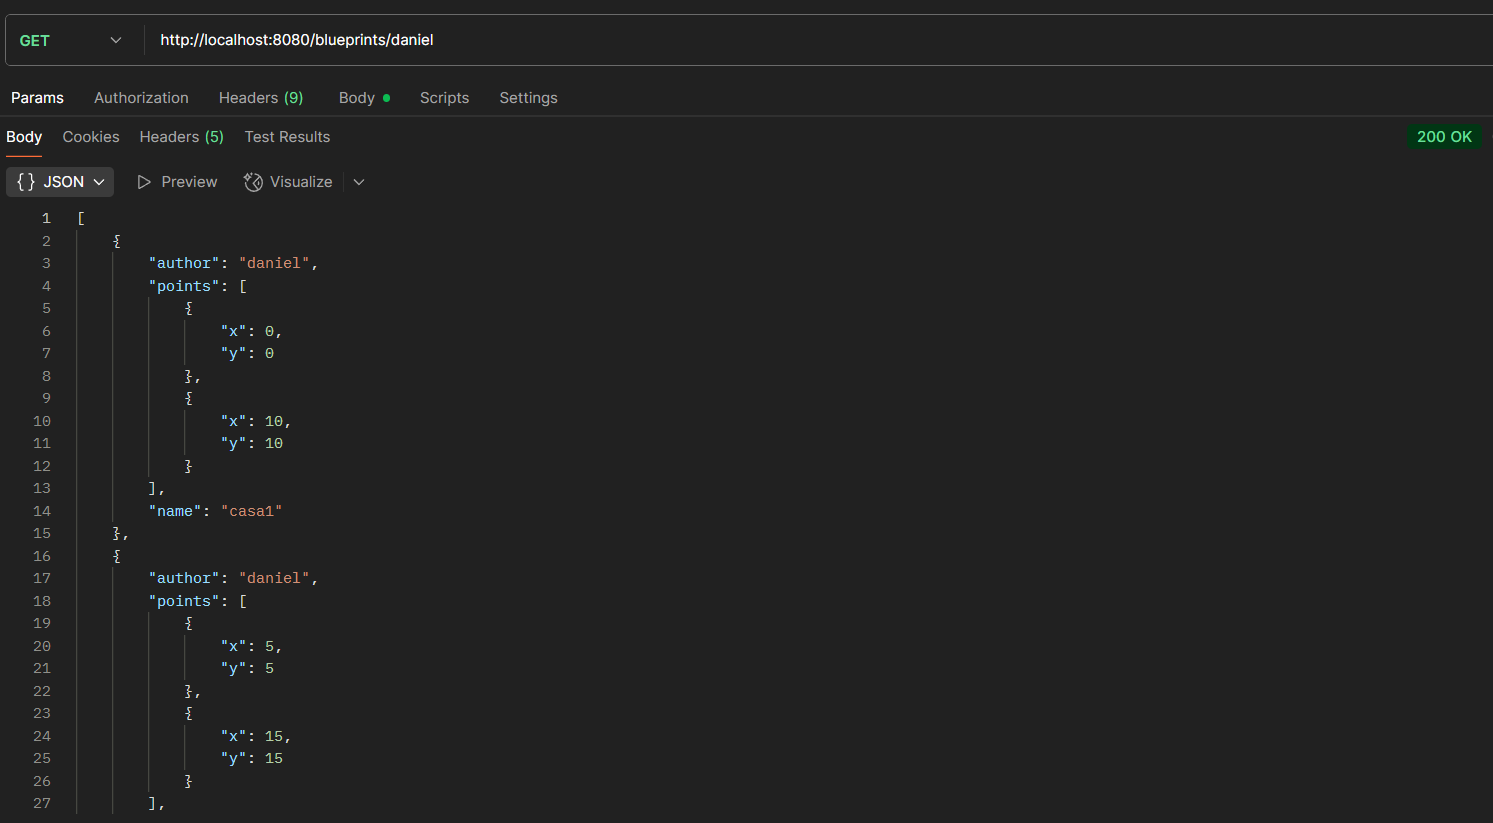 GET http://localhost:8080/blueprints/daniel
Params Authorization Headers (9) Body Scripts Settings
Body Cookies Headers (5) Test Results 200 OK
{} JSON Preview Visualize
1 [
2 {
3 "author": "daniel",
4 "points": [
5 {
6 "x": 0,
7 "y": 0
8 },
9 {
10 "x": 10,
11 "y": 10
12 }
13 ],
14 "name": "casa1"
15 },
16 {
17 "author": "daniel",
18 "points": [
19 {
20 "x": 5,
21 "y": 5
22 },
23 {
24 "x": 15,
25 "y": 15
26 }
27 ],